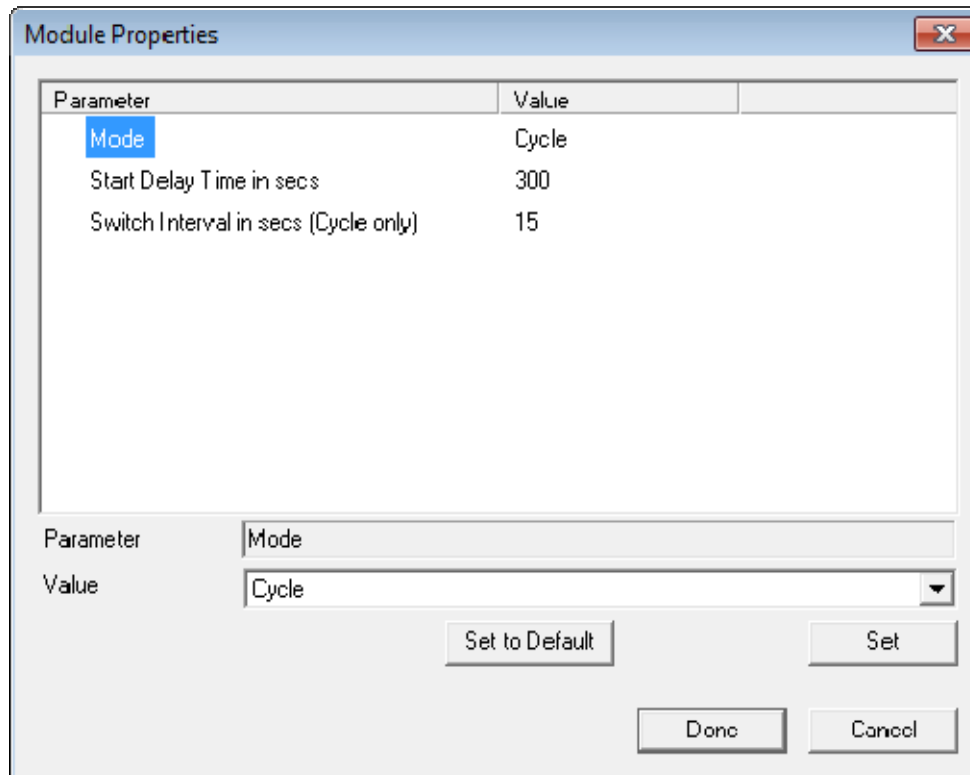 Module Properties
Parameter Value
Mode Cycle
Start Delay Time in secs 300
Switch Interval in secs (Cycle only) 15
Parameter Mode
Value Cycle
Set to Default Set
Done Cancel